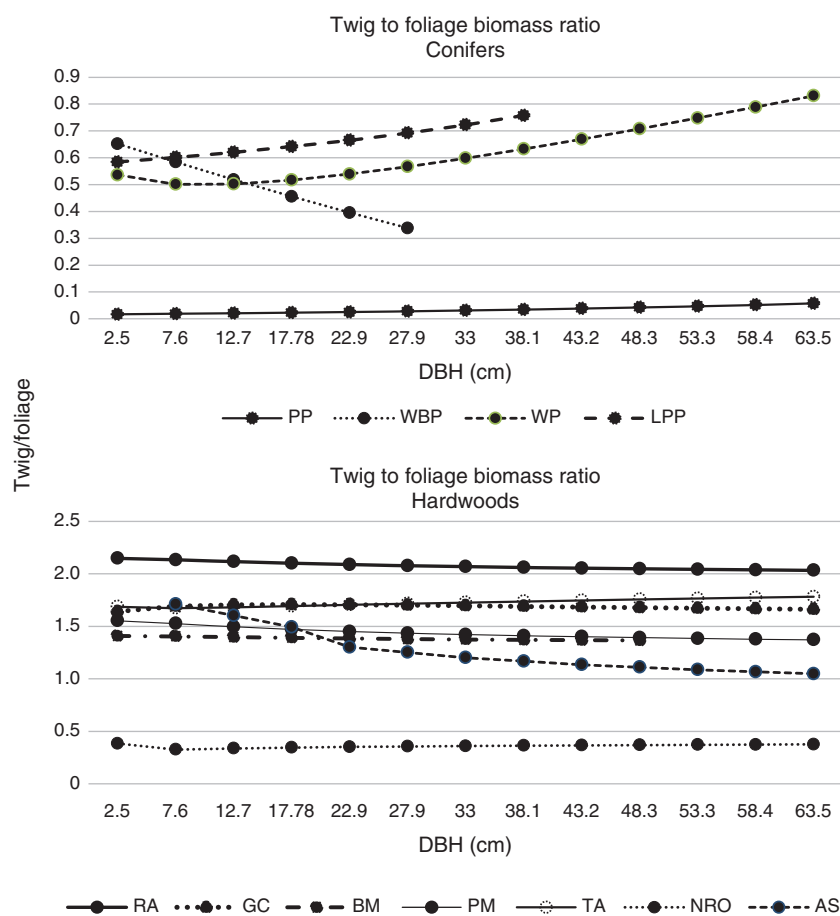 Twig to foliage biomass ratio
Conifers
0.9
0.8
0.7
0.6
0.5
0.4
0.3
0.2
0.1
0
2.5 7.6 12.7 17.78 22.9 27.9 33 38.1 43.2 48.3 53.3 58.4 63.5
DBH (cm)
PP WBP WP LPP
Twig/foliage
Twig to foliage biomass ratio
Hardwoods
2.5
2.0
1.5
1.0
0.5
0
2.5 7.6 12.7 17.78 22.9 27.9 33 38.1 43.2 48.3 53.3 58.4 63.5
DBH (cm)
RA GC BM PM TA NRO AS